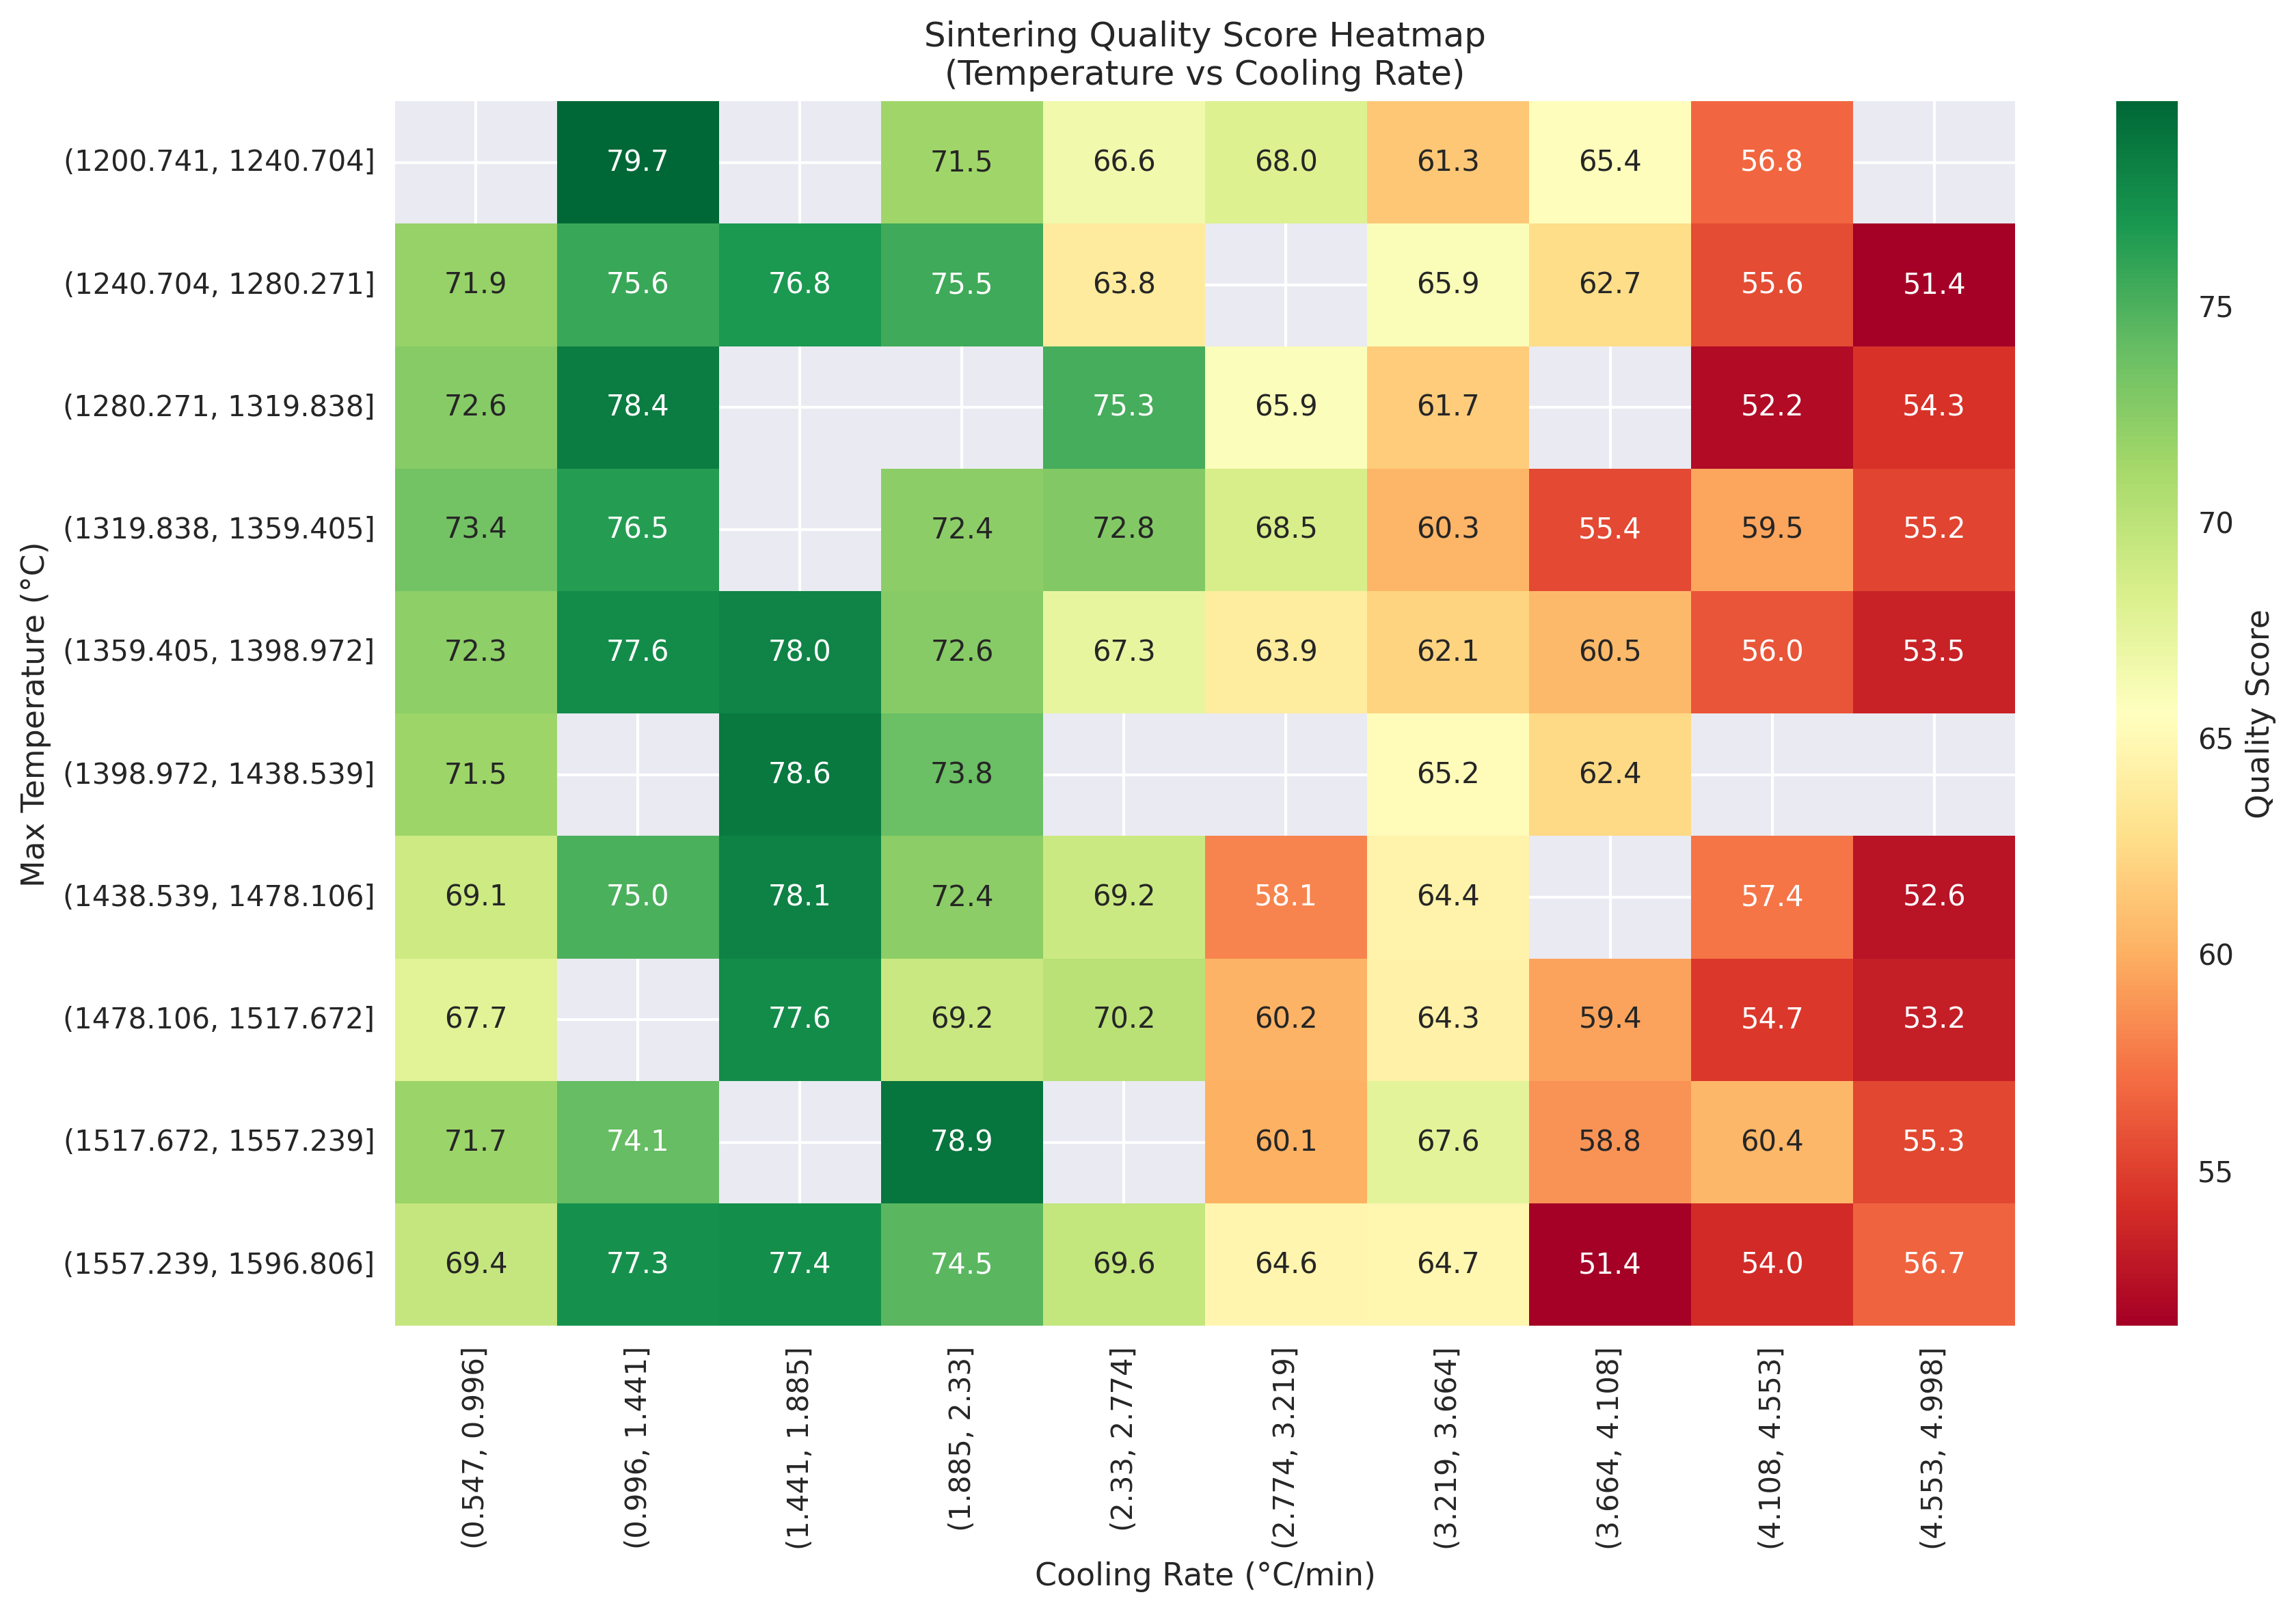 Sintering Quality Score Heatmap
(Temperature vs Cooling Rate)
Max Temperature (°C)
(1200.741, 1240.704] 79.7 71.5 66.6 68.0 61.3 65.4 56.8
(1240.704, 1280.271] 71.9 75.6 76.8 75.5 63.8 65.9 62.7 55.6 51.4
(1280.271, 1319.838] 72.6 78.4 75.3 65.9 61.7 52.2 54.3
(1319.838, 1359.405] 73.4 76.5 72.4 72.8 68.5 60.3 55.4 59.5 55.2
(1359.405, 1398.972] 72.3 77.6 78.0 72.6 67.3 63.9 62.1 60.5 56.0 53.5
(1398.972, 1438.539] 71.5 78.6 73.8 65.2 62.4
(1438.539, 1478.106] 69.1 75.0 78.1 72.4 69.2 58.1 64.4 57.4 52.6
(1478.106, 1517.672] 67.7 77.6 69.2 70.2 60.2 64.3 59.4 54.7 53.2
(1517.672, 1557.239] 71.7 74.1 78.9 60.1 67.6 58.8 60.4 55.3
(1557.239, 1596.806] 69.4 77.3 77.4 74.5 69.6 64.6 64.7 51.4 54.0 56.7
(0.547, 0.996]
(0.996, 1.441]
(1.441, 1.885]
(1.885, 2.33]
(2.33, 2.774]
(2.774, 3.219]
(3.219, 3.664]
(3.664, 4.108]
(4.108, 4.553]
(4.553, 4.998]
Cooling Rate (°C/min)
75
70
65
60
55
Quality Score